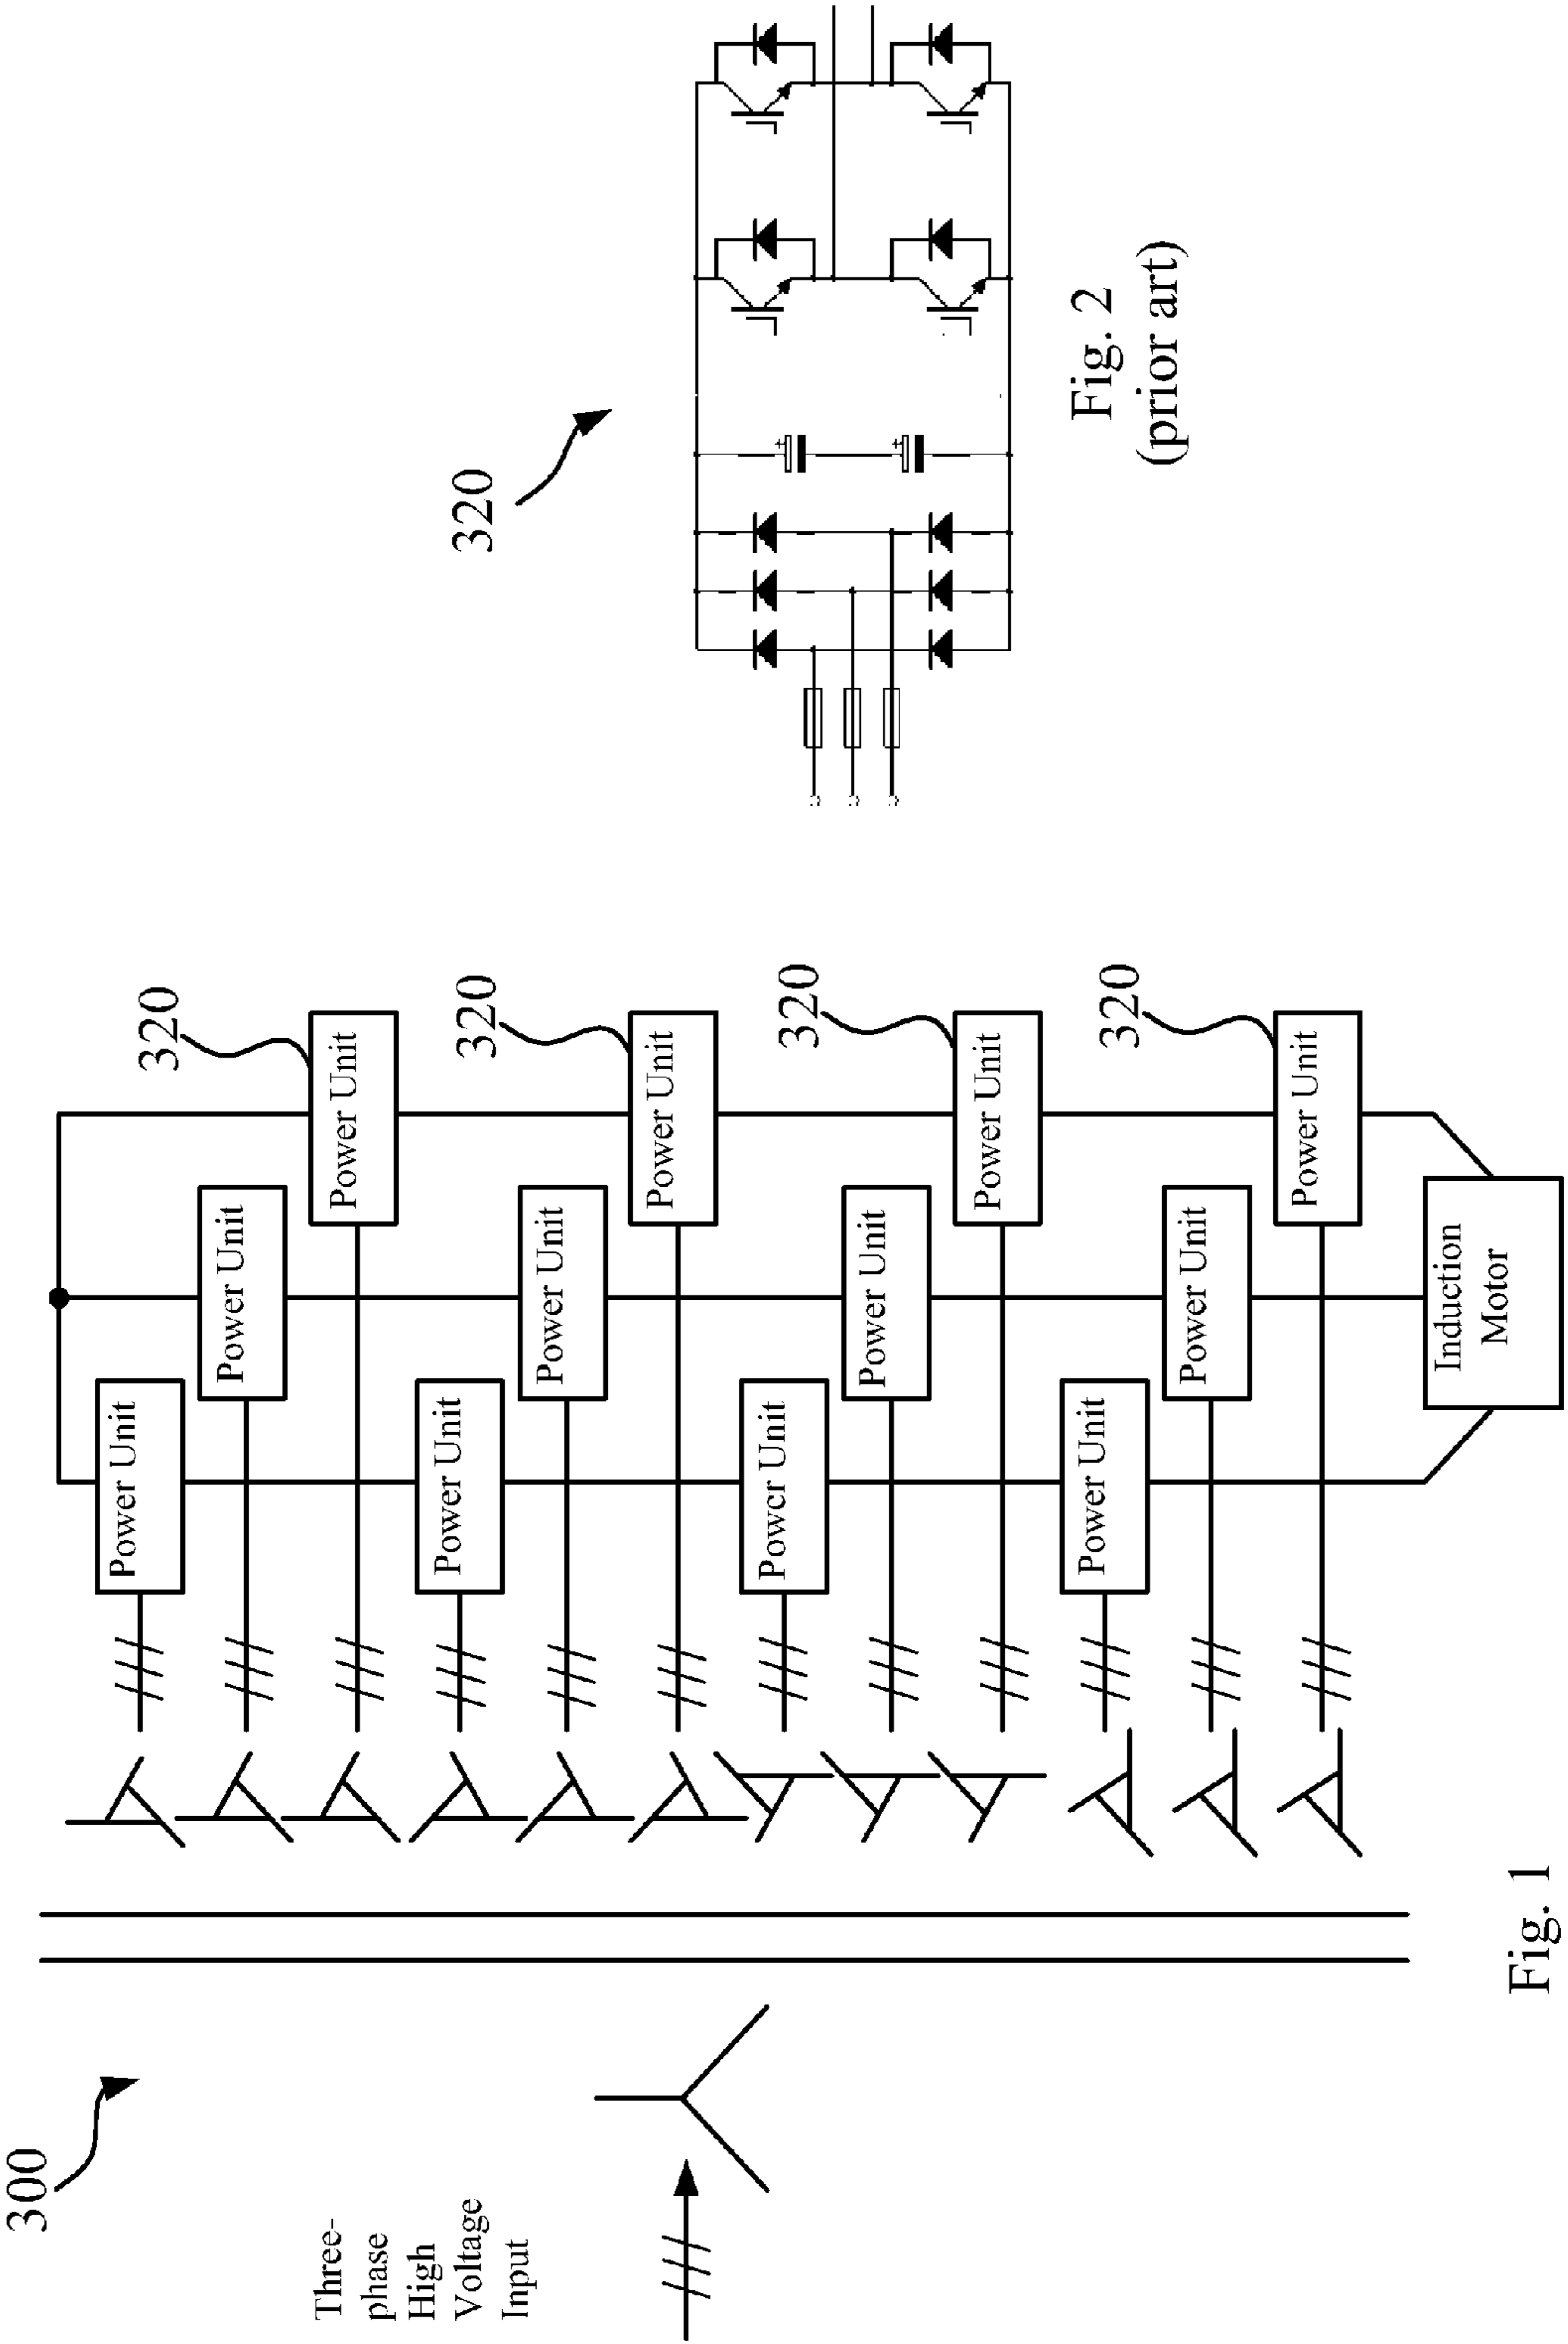 300
Three-
phase
High
Voltage
Input
Power Unit
Power Unit
Power Unit
320
Power Unit
Power Unit
Power Unit
320
Power Unit
Power Unit
Power Unit
320
Power Unit
Power Unit
Power Unit
320
Induction
Motor
Fig. 1
320
Fig. 2
(prior art)